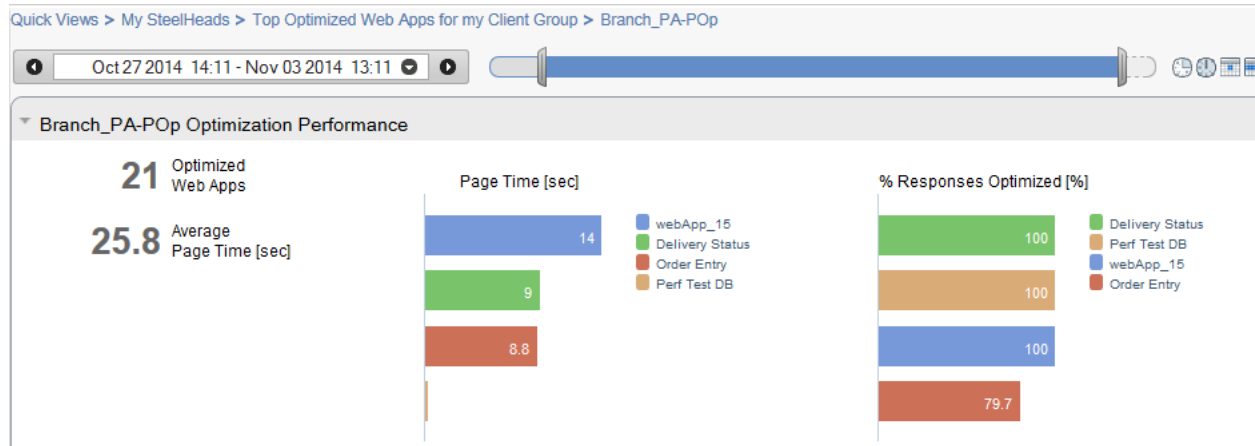 Quick Views > My SteelHeads > Top Optimized Web Apps for my Client Group > Branch_PA-POp
Oct 27 2014 14:11 - Nov 03 2014 13:11
Branch_PA-POp Optimization Performance
21 Optimized
Web Apps
25.8 Average
Page Time [sec]
Page Time [sec]
14
9
8.8
webApp_15
Delivery Status
Order Entry
Perf Test DB
% Responses Optimized [%]
100
100
100
79.7
Delivery Status
Perf Test DB
webApp_15
Order Entry